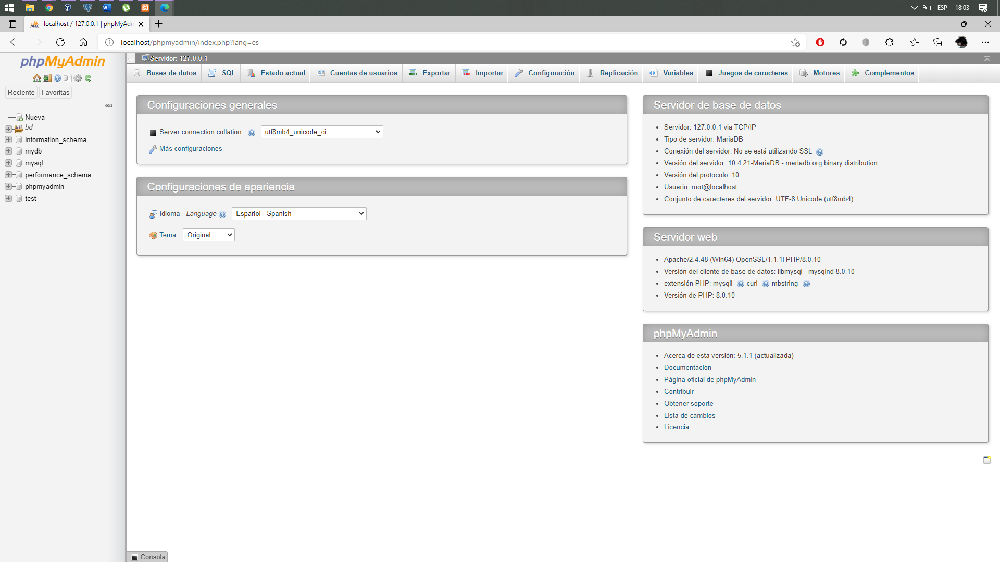 ESP
18:03
localhost / 127.0.0.1 | phpMyAdm
localhost/phpmyadmin/index.php?lang=es
phpMyAdmin
Reciente Favoritas
Nueva
bd
information_schema
mydb
mysql
performance_schema
phpmyadmin
test
Servidor: 127.0.0.1
Bases de datos SQL Estado actual Cuentas de usuarios Exportar Importar Configuración Replicación Variables Juegos de caracteres Motores Complementos
Configuraciones generales
Server connection collation: utf8mb4_unicode_ci
Más configuraciones
Configuraciones de apariencia
Idioma - Language Español - Spanish
Tema: Original
Servidor de base de datos
Servidor: 127.0.0.1 via TCP/IP
Tipo de servidor: MariaDB
Conexión del servidor: No se está utilizando SSL
Versión del servidor: 10.4.21-MariaDB - mariadb.org binary distribution
Versión del protocolo: 10
Usuario: root@localhost
Conjunto de caracteres del servidor: UTF-8 Unicode (utf8mb4)
Servidor web
Apache/2.4.48 (Win64) OpenSSL/1.1.1l PHP/8.0.10
Versión del cliente de base de datos: libmysql - mysqlnd 8.0.10
extensión PHP: mysqli curl mbstring
Versión de PHP: 8.0.10
phpMyAdmin
Acerca de esta versión: 5.1.1 (actualizada)
Documentación
Página oficial de phpMyAdmin
Contribuir
Obtener soporte
Lista de cambios
Licencia
Consola